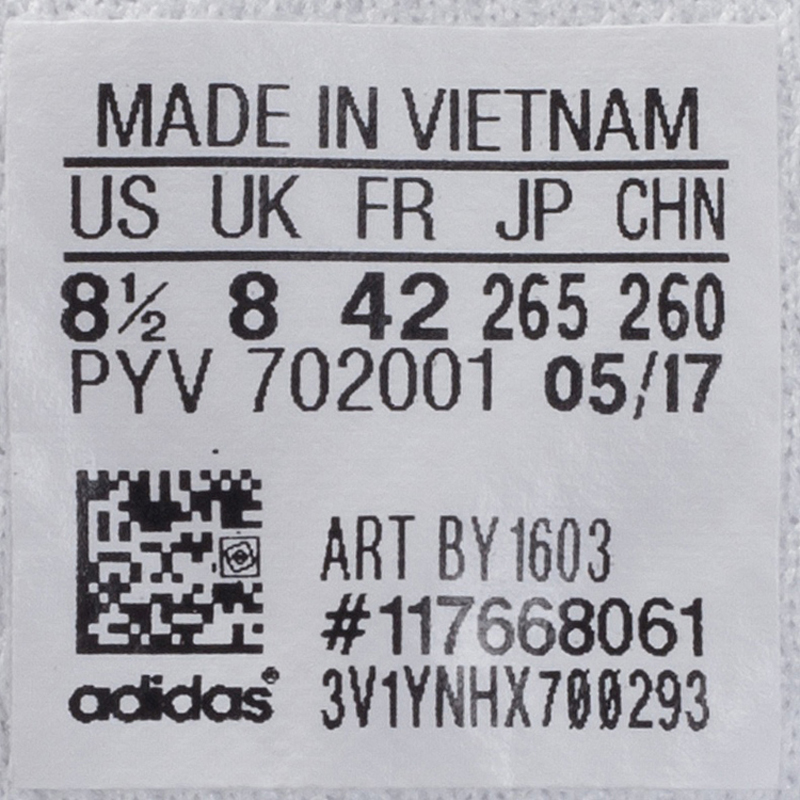 MADE IN VIETNAM
US UK FR JP CHN
8½ 8 42 265 260
PYV 702001 05/17
ART BY1603
#117668061
adidas® 3V1YNHX700293